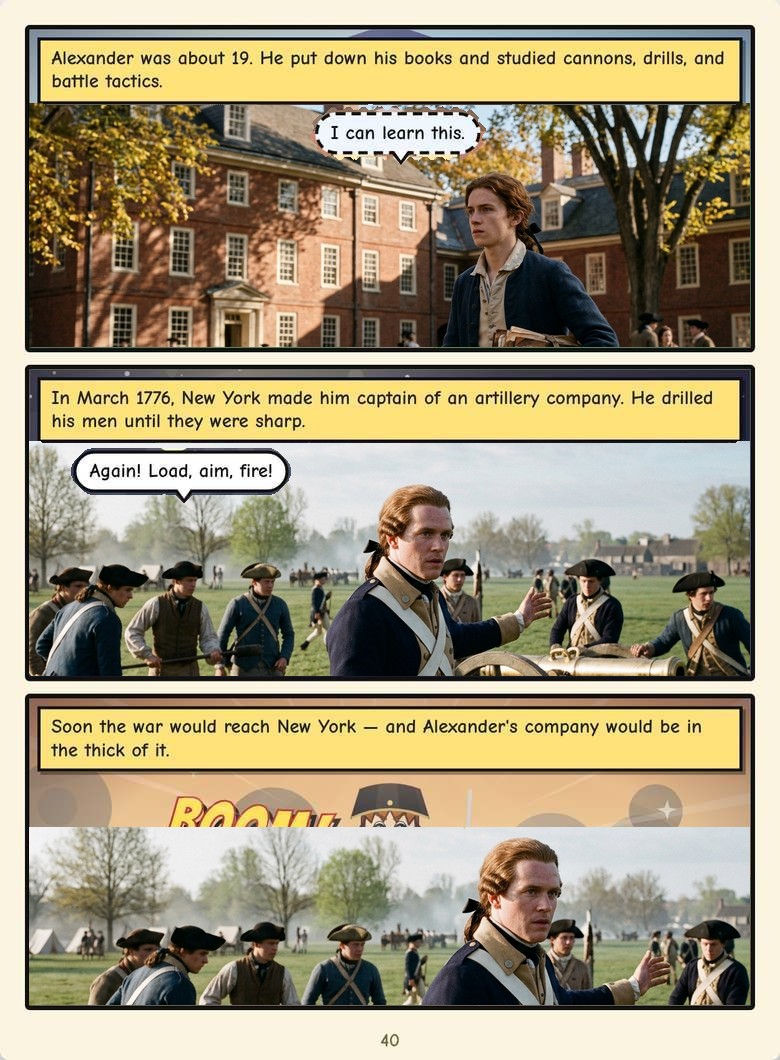 Alexander was about 19. He put down his books and studied cannons, drills, and
battle tactics.
I can learn this.
In March 1776, New York made him captain of an artillery company. He drilled
his men until they were sharp.
Again! Load, aim, fire!
Soon the war would reach New York — and Alexander's company would be in
the thick of it.
BOOM!
40